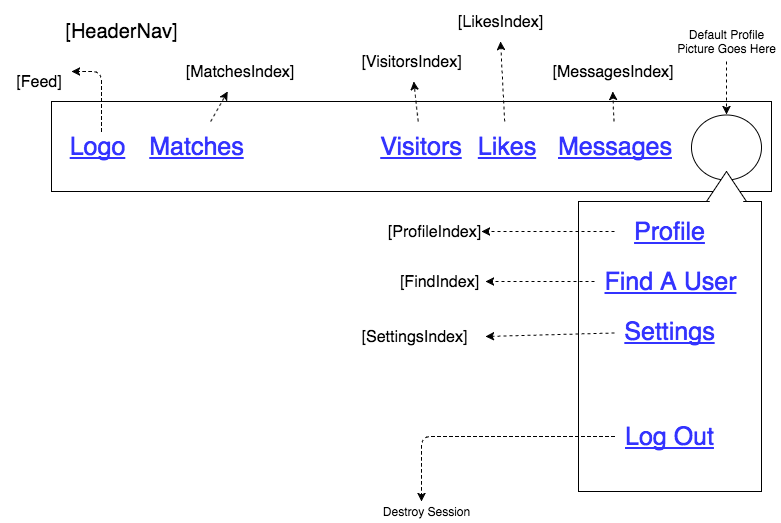 [HeaderNav]
[LikesIndex]
Default Profile
Picture Goes Here
[Feed]
[MatchesIndex]
[VisitorsIndex]
[MessagesIndex]
Logo
Matches
Visitors
Likes
Messages
[ProfileIndex]
Profile
[FindIndex]
Find A User
[SettingsIndex]
Settings
Log Out
Destroy Session